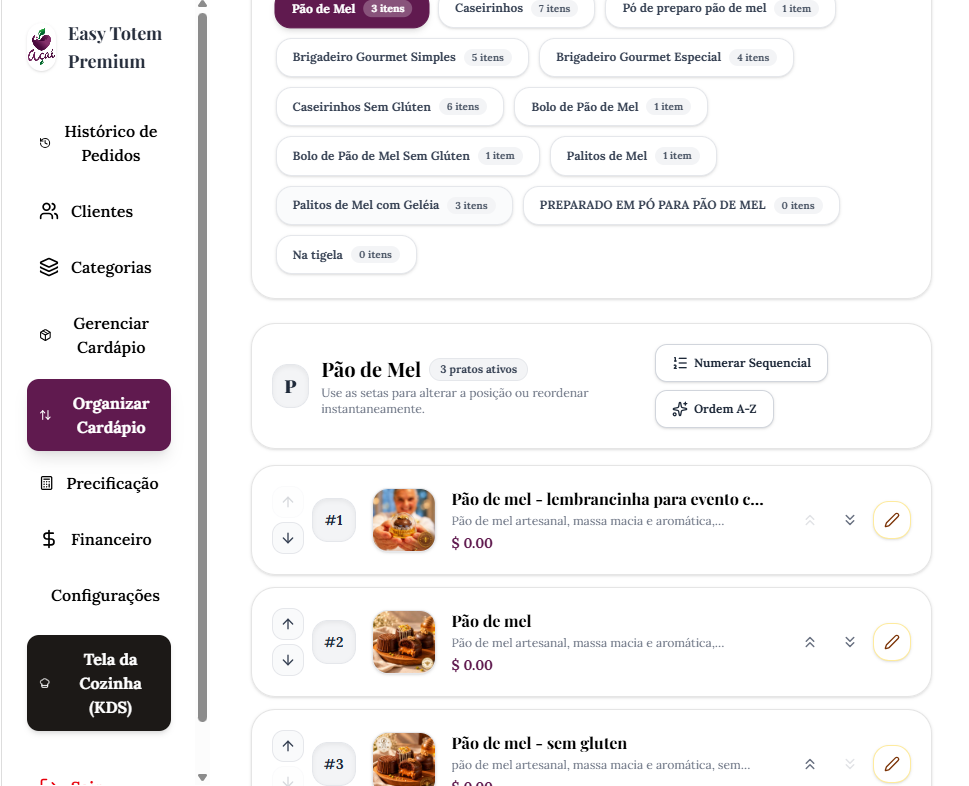 Easy Totem
Premium
Histórico de
Pedidos
Clientes
Categorias
Gerenciar
Cardápio
Organizar
Cardápio
Precificação
Financeiro
Configurações
Tela da
Cozinha
(KDS)
Pão de Mel 3 itens
Caseirinhos 7 itens
Pó de preparo pão de mel 1 item
Brigadeiro Gourmet Simples 5 itens
Brigadeiro Gourmet Especial 4 itens
Caseirinhos Sem Glúten 6 itens
Bolo de Pão de Mel 1 item
Bolo de Pão de Mel Sem Glúten 1 item
Palitos de Mel 1 item
Palitos de Mel com Geléia 3 itens
PREPARADO EM PÓ PARA PÃO DE MEL 0 itens
Na tigela 0 itens
P
Pão de Mel 3 pratos ativos
Use as setas para alterar a posição ou reordenar
instantaneamente.
Numerar Sequencial
Ordem A-Z
#1
Pão de mel - lembrancinha para evento c...
Pão de mel artesanal, massa macia e aromática,...
$ 0.00
#2
Pão de mel
Pão de mel artesanal, massa macia e aromática,...
$ 0.00
#3
Pão de mel - sem gluten
pão de mel artesanal, massa macia e aromática, sem...
$ 0.00